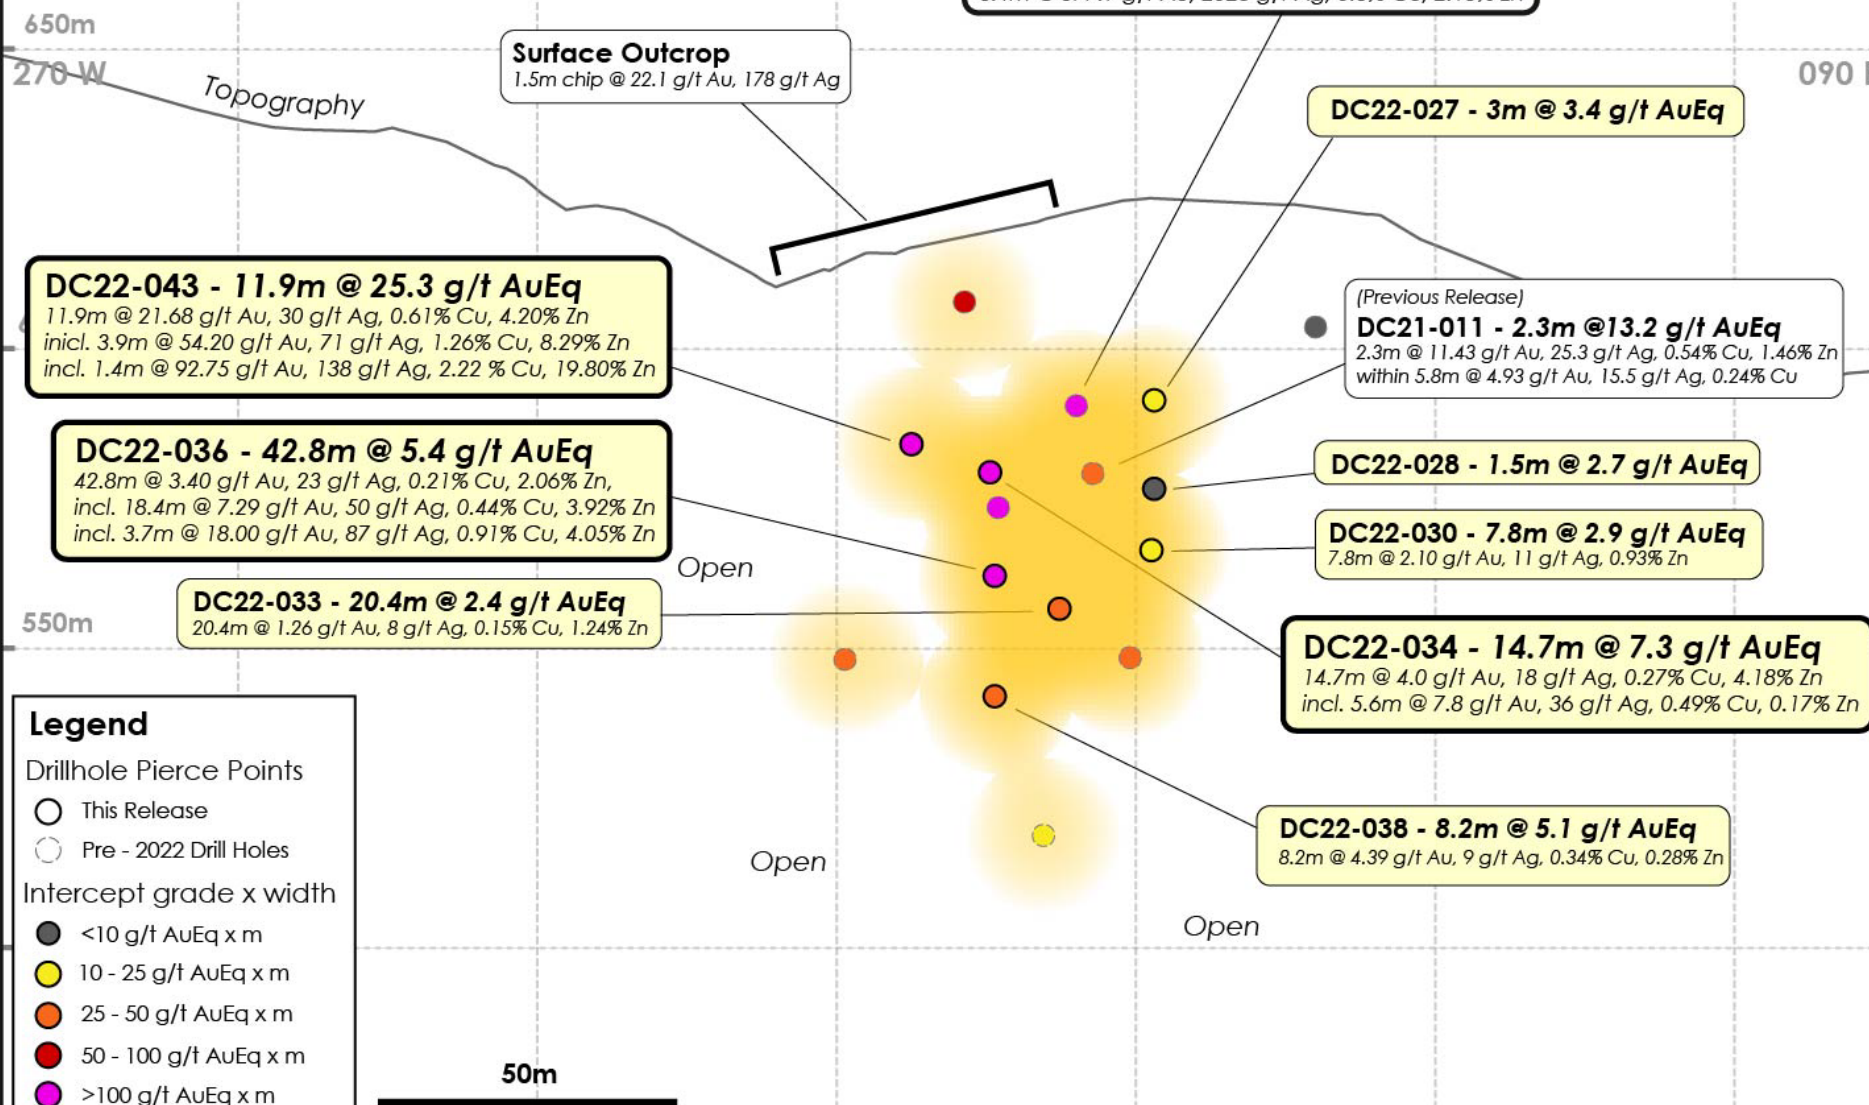 650m
270 W
Topography
Surface Outcrop
1.5m chip @ 22.1 g/t Au, 178 g/t Ag
090
DC22-027 - 3m @ 3.4 g/t AuEq
DC22-043 - 11.9m @ 25.3 g/t AuEq
11.9m @ 21.68 g/t Au, 30 g/t Ag, 0.61% Cu, 4.20% Zn
inicl. 3.9m @ 54.20 g/t Au, 71 g/t Ag, 1.26% Cu, 8.29% Zn
incl. 1.4m @ 92.75 g/t Au, 138 g/t Ag, 2.22 % Cu, 19.80% Zn
(Previous Release)
DC21-011 - 2.3m @13.2 g/t AuEq
2.3m @ 11.43 g/t Au, 25.3 g/t Ag, 0.54% Cu, 1.46% Zn
within 5.8m @ 4.93 g/t Au, 15.5 g/t Ag, 0.24% Cu
DC22-036 - 42.8m @ 5.4 g/t AuEq
42.8m @ 3.40 g/t Au, 23 g/t Ag, 0.21% Cu, 2.06% Zn,
incl. 18.4m @ 7.29 g/t Au, 50 g/t Ag, 0.44% Cu, 3.92% Zn
incl. 3.7m @ 18.00 g/t Au, 87 g/t Ag, 0.91% Cu, 4.05% Zn
DC22-028 - 1.5m @ 2.7 g/t AuEq
DC22-030 - 7.8m @ 2.9 g/t AuEq
7.8m @ 2.10 g/t Au, 11 g/t Ag, 0.93% Zn
Open
DC22-033 - 20.4m @ 2.4 g/t AuEq
20.4m @ 1.26 g/t Au, 8 g/t Ag, 0.15% Cu, 1.24% Zn
550m
DC22-034 - 14.7m @ 7.3 g/t AuEq
14.7m @ 4.0 g/t Au, 18 g/t Ag, 0.27% Cu, 4.18% Zn
incl. 5.6m @ 7.8 g/t Au, 36 g/t Ag, 0.49% Cu, 0.17% Zn
DC22-038 - 8.2m @ 5.1 g/t AuEq
8.2m @ 4.39 g/t Au, 9 g/t Ag, 0.34% Cu, 0.28% Zn
Open
Open
Legend
Drillhole Pierce Points
This Release
Pre - 2022 Drill Holes
Intercept grade x width
<10 g/t AuEq x m
10 - 25 g/t AuEq x m
25 - 50 g/t AuEq x m
50 - 100 g/t AuEq x m
>100 g/t AuEq x m
50m